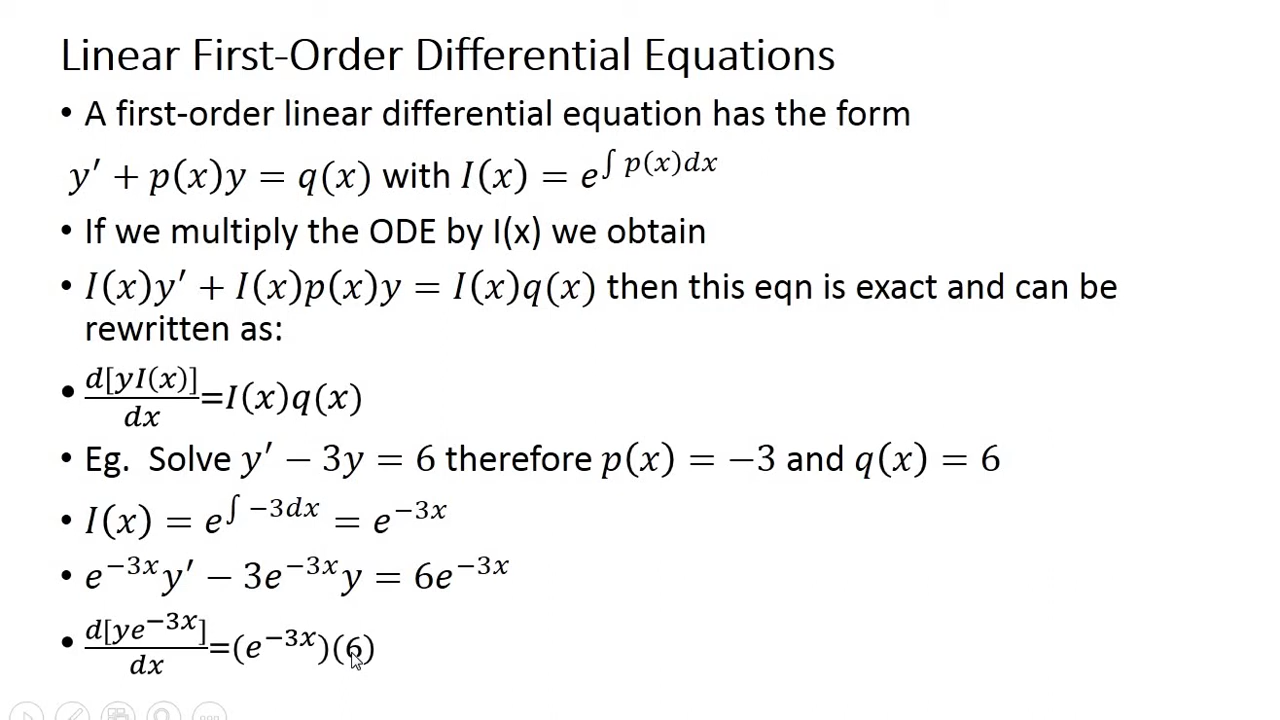 Linear First-Order Differential Equations
• A first-order linear differential equation has the form
y′ + p(x)y = q(x) with I(x) = e^{∫ p(x)dx}
• If we multiply the ODE by I(x) we obtain
• I(x)y′ + I(x)p(x)y = I(x)q(x) then this eqn is exact and can be
rewritten as:
• \frac{d[yI(x)]}{dx}=I(x)q(x)
• Eg. Solve y′ − 3y = 6 therefore p(x) = −3 and q(x) = 6
• I(x) = e^{∫ −3dx} = e^{−3x}
• e^{−3x}y′ − 3e^{−3x}y = 6e^{−3x}
• \frac{d[ye^{−3x}]}{dx}=(e^{−3x})(6)